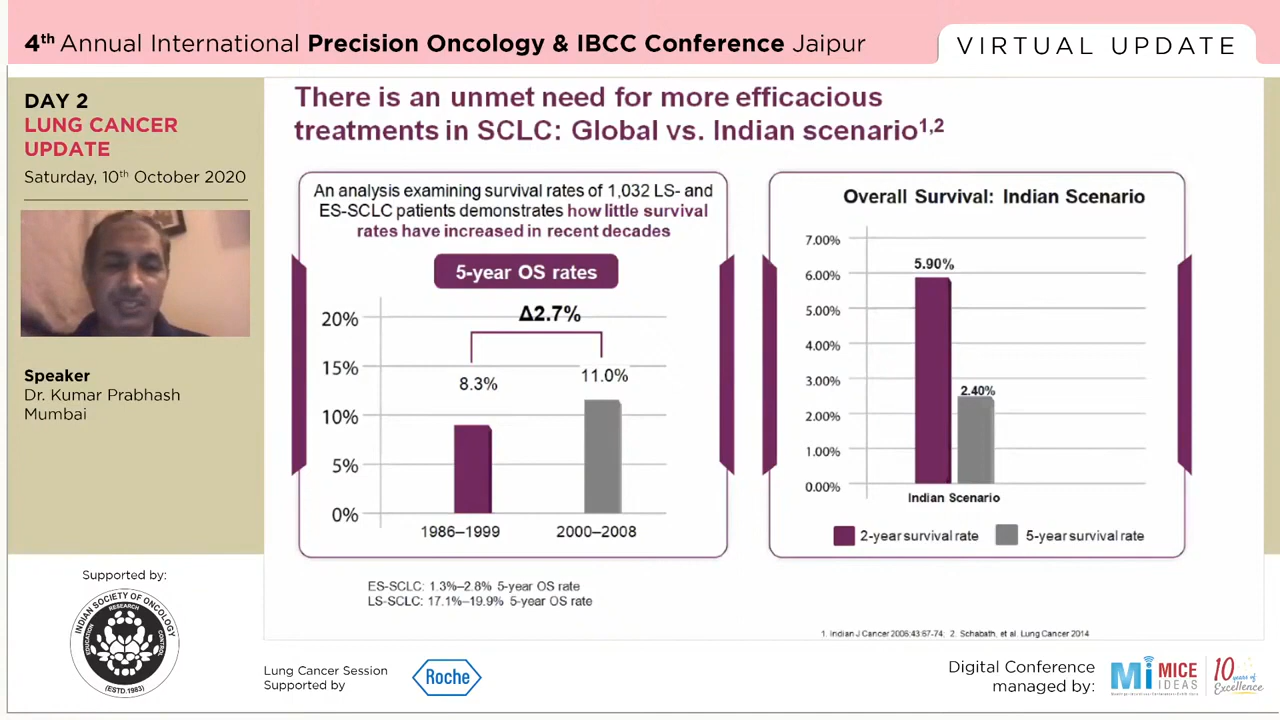 4th Annual International Precision Oncology & IBCC Conference Jaipur
VIRTUAL UPDATE
DAY 2
LUNG CANCER
UPDATE
Saturday, 10th October 2020
Speaker
Dr. Kumar Prabhash
Mumbai
Supported by:
INDIAN SOCIETY OF ONCOLOGY
RESEARCH
EDUCATION
CONTROL
(ESTD.1983)
There is an unmet need for more efficacious
treatments in SCLC: Global vs. Indian scenario1,2
An analysis examining survival rates of 1,032 LS- and
ES-SCLC patients demonstrates how little survival
rates have increased in recent decades
5-year OS rates
Δ2.7%
20%
15%
10%
5%
0%
8.3%
11.0%
1986–1999
2000–2008
ES-SCLC: 1.3%–2.8% 5-year OS rate
LS-SCLC: 17.1%–19.9% 5-year OS rate
Overall Survival: Indian Scenario
7.00%
6.00%
5.00%
4.00%
3.00%
2.00%
1.00%
0.00%
5.90%
2.40%
Indian Scenario
2-year survival rate
5-year survival rate
1. Indian J Cancer 2006;43:67-74; 2. Schabath, et al. Lung Cancer 2014
Lung Cancer Session
Supported by
Roche
Digital Conference
managed by:
Mi MICE
IDEAS
10 years of
Excellence